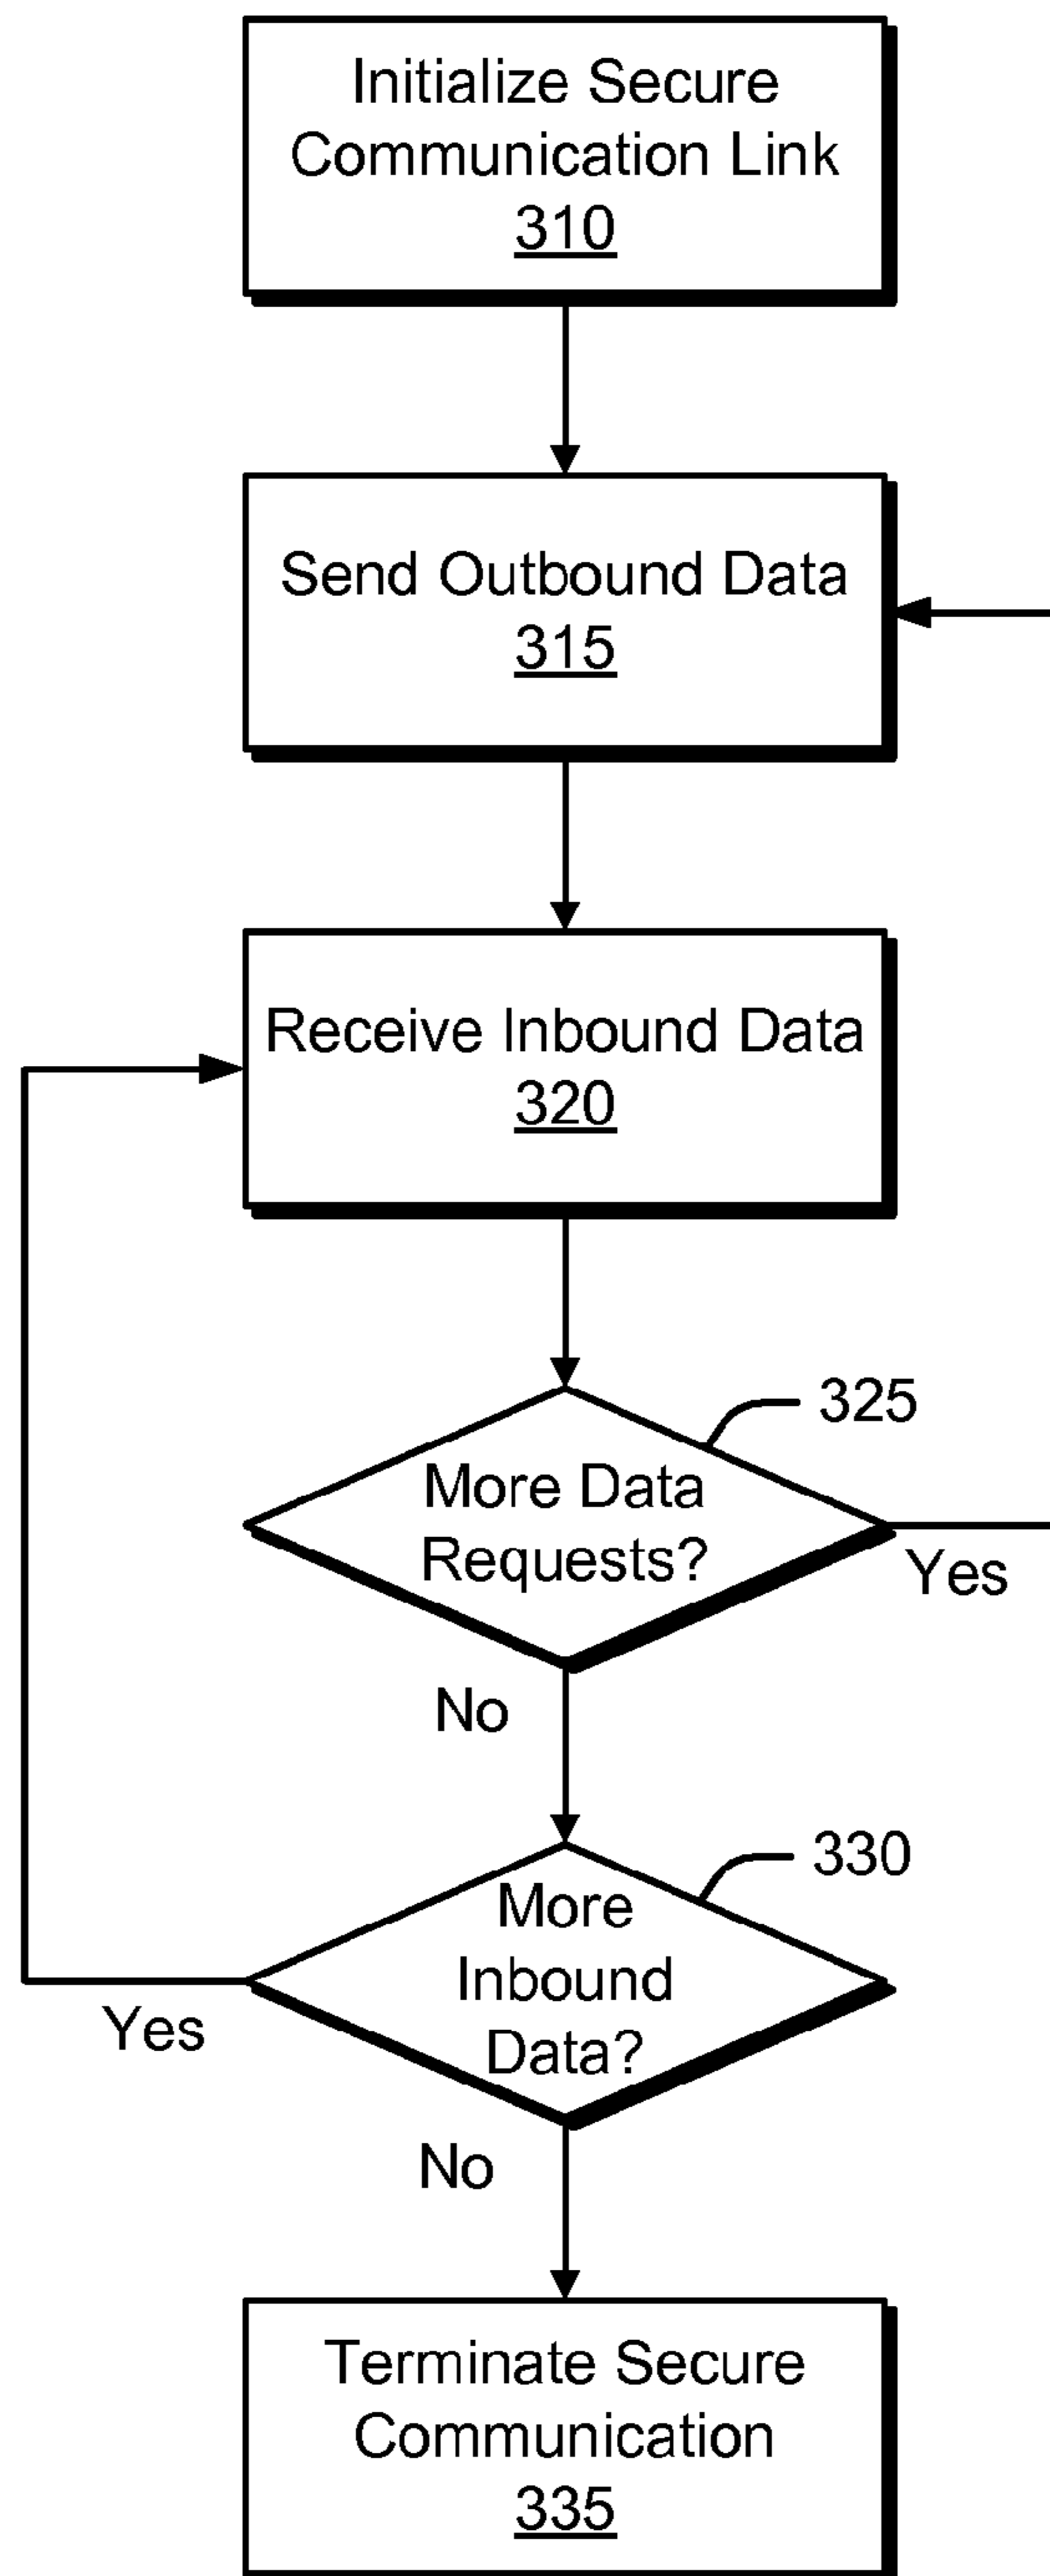 Initialize Secure
Communication Link
310
Send Outbound Data
315
Receive Inbound Data
320
325
More Data
Requests?
Yes
No
330
More
Inbound
Data?
Yes
No
Terminate Secure
Communication
335